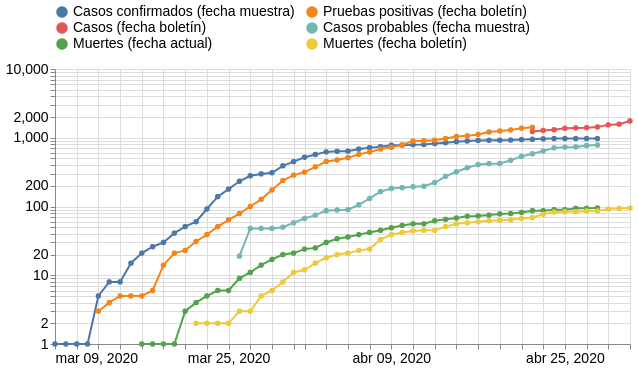 Casos confirmados (fecha muestra) Pruebas positivas (fecha boletín)
Casos (fecha boletín) Casos probables (fecha muestra)
Muertes (fecha actual) Muertes (fecha boletín)
10,000
2,000
1,000
200
100
20
10
2
1
mar 09, 2020 mar 25, 2020 abr 09, 2020 abr 25, 2020